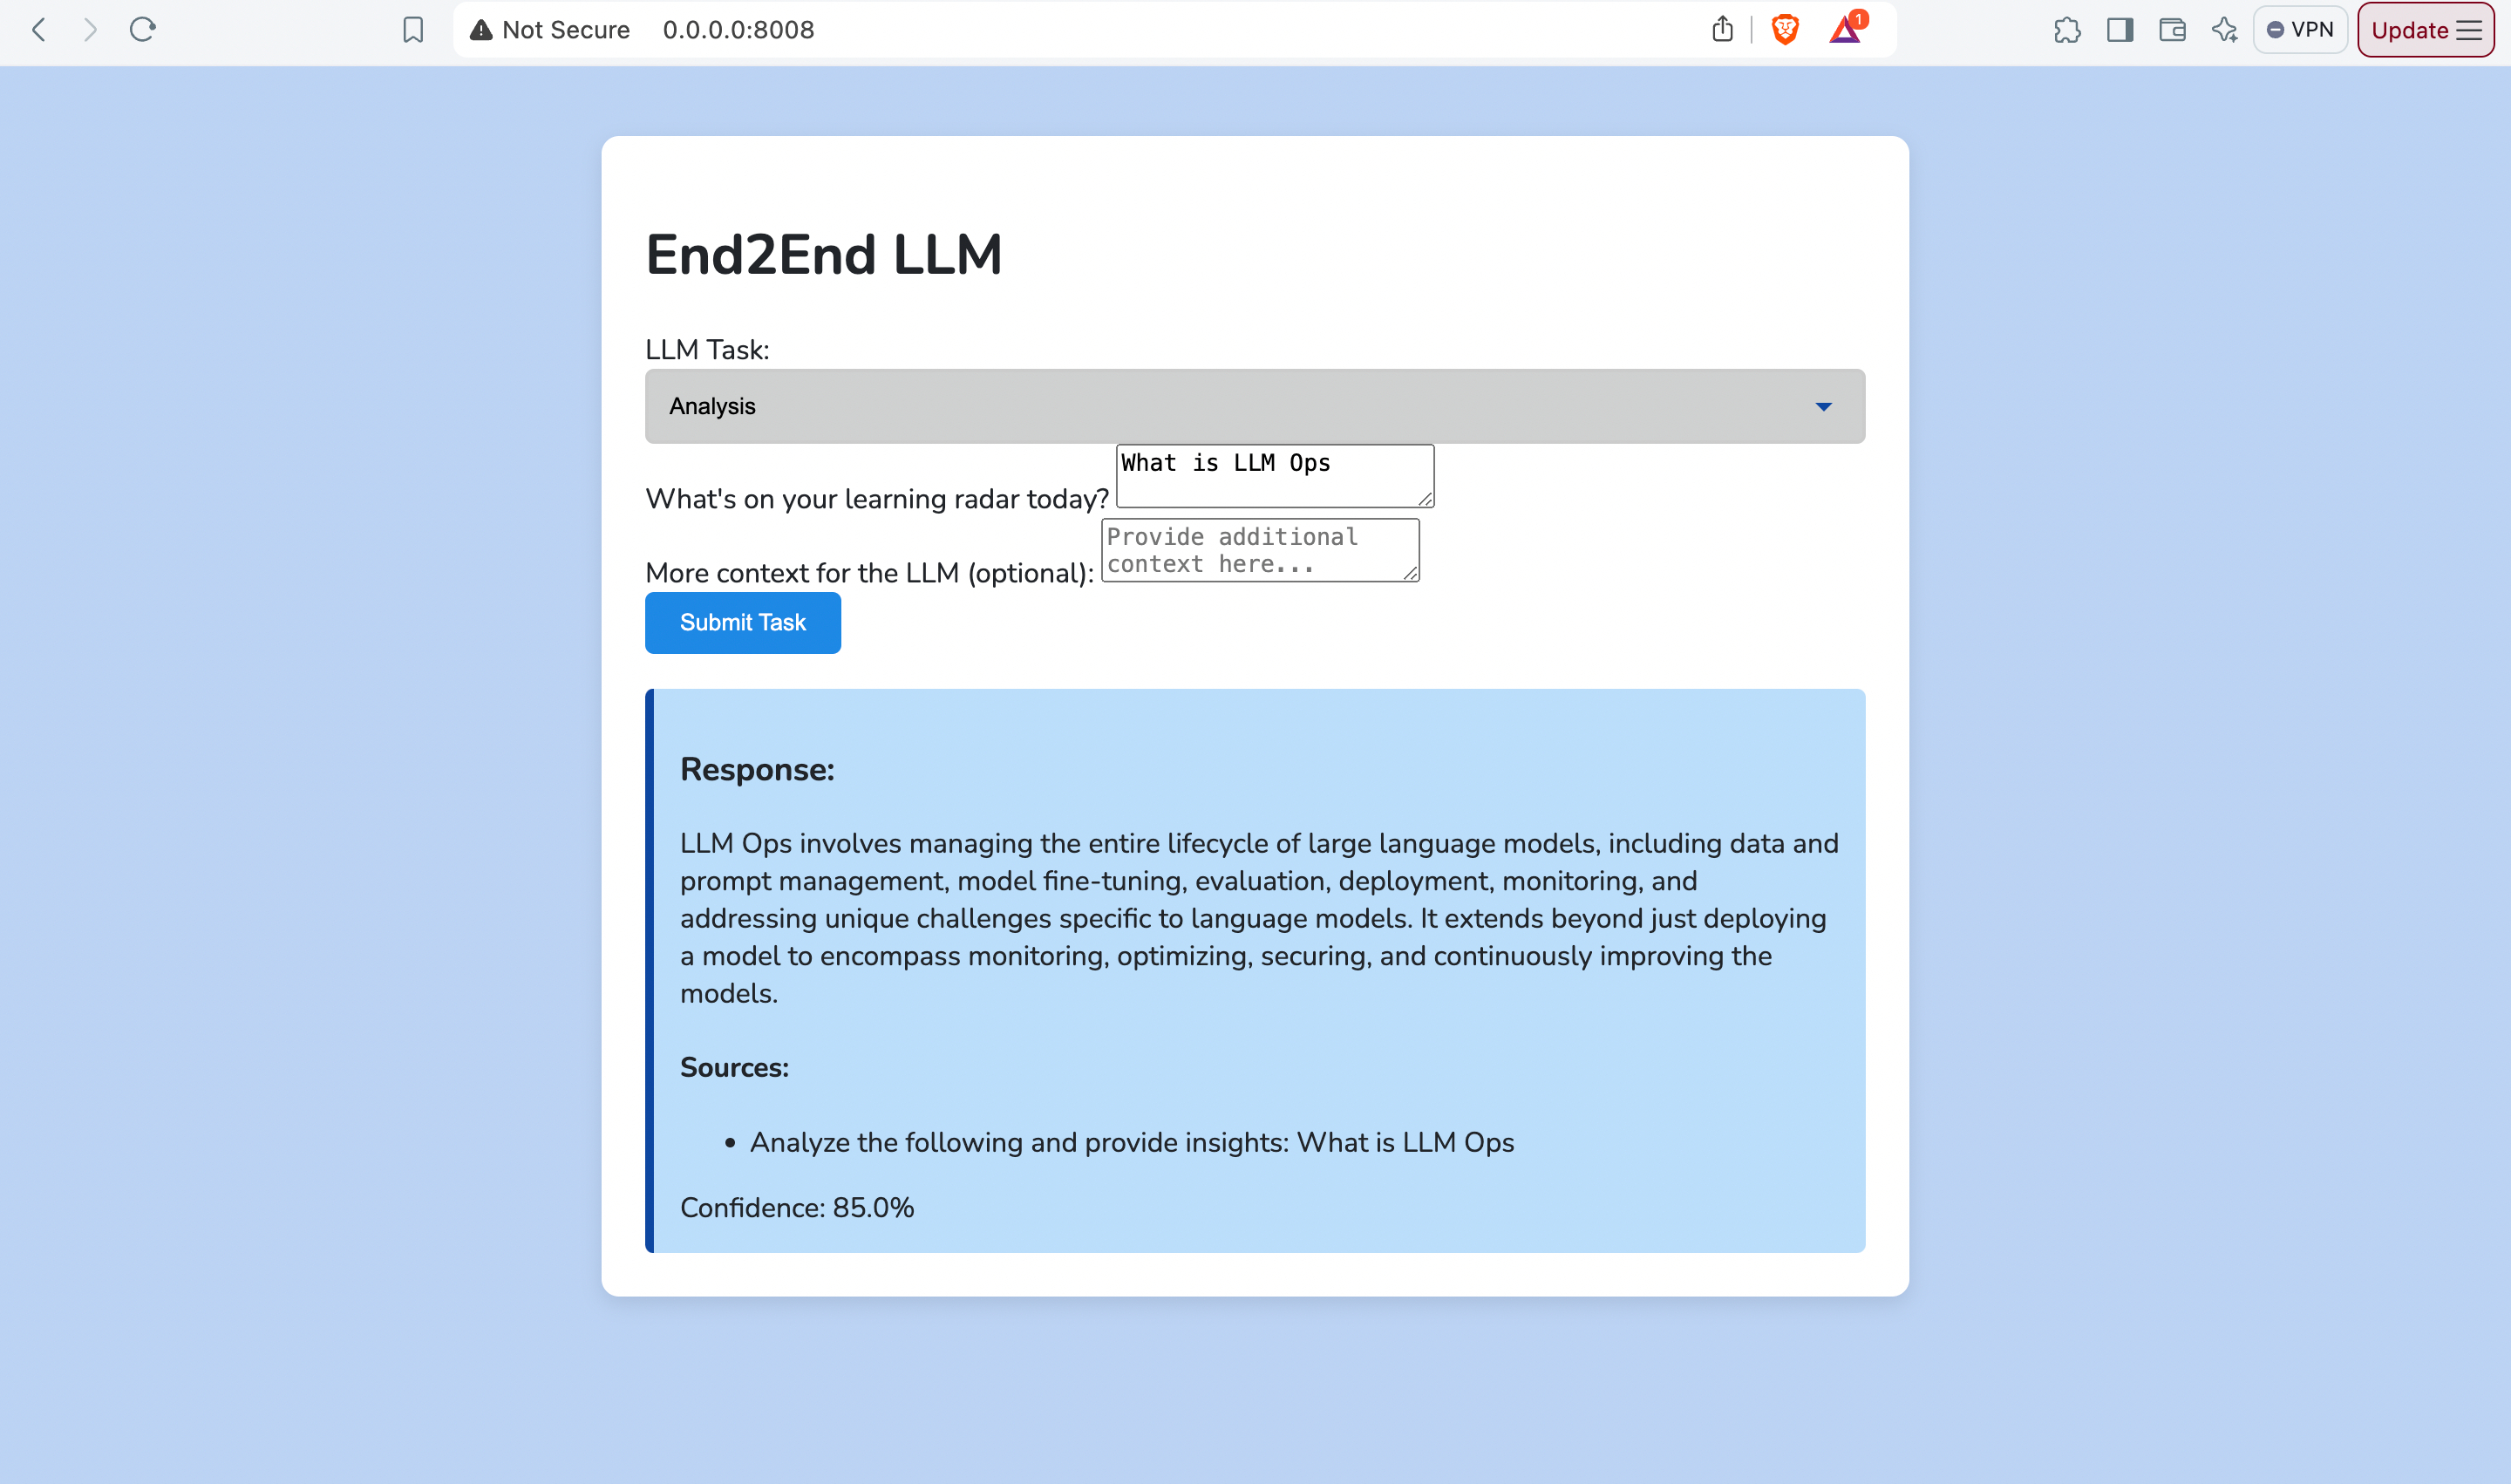 Not Secure 0.0.0.0:8008 1 VPN Update
End2End LLM
LLM Task:
Analysis
What's on your learning radar today? What is LLM Ops
More context for the LLM (optional): Provide additional
context here...
Submit Task
Response:
LLM Ops involves managing the entire lifecycle of large language models, including data and
prompt management, model fine-tuning, evaluation, deployment, monitoring, and
addressing unique challenges specific to language models. It extends beyond just deploying
a model to encompass monitoring, optimizing, securing, and continuously improving the
models.
Sources:
• Analyze the following and provide insights: What is LLM Ops
Confidence: 85.0%